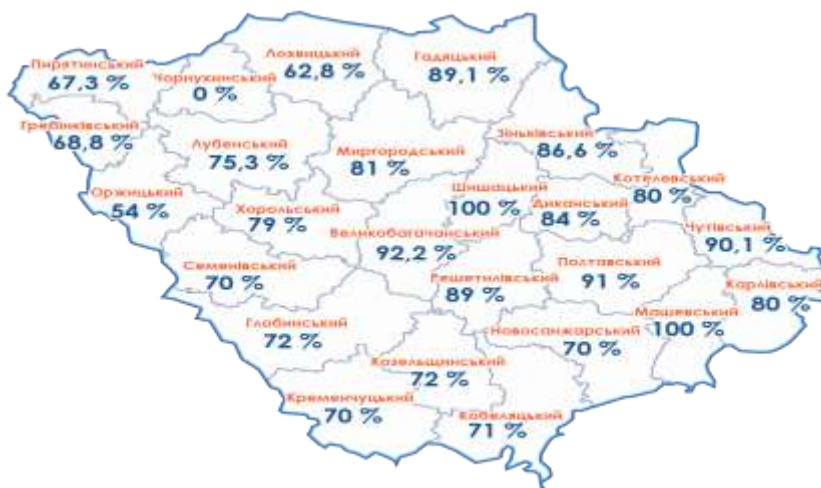 Пирятинський
67,3 %
Чорнухинський
0 %
Лохвицький
62,8 %
Гадяцький
89,1 %
Гребінківський
68,8 %
Лубенський
75,3 %
Миргородський
81 %
Зіньківський
86,6 %
Котелевський
80 %
Оржицький
54 %
Хорольський
79 %
Шишацький
100 %
Диканський
84 %
Великобагачанський
92,2 %
Чутівський
90,1 %
Семенівський
70 %
Решетилівський
89 %
Полтавський
91 %
Карлівський
80 %
Глобинський
72 %
Новосанжарський
70 %
Машевський
100 %
Козельщинський
72 %
Кременчуцький
70 %
Кобеляцький
71 %